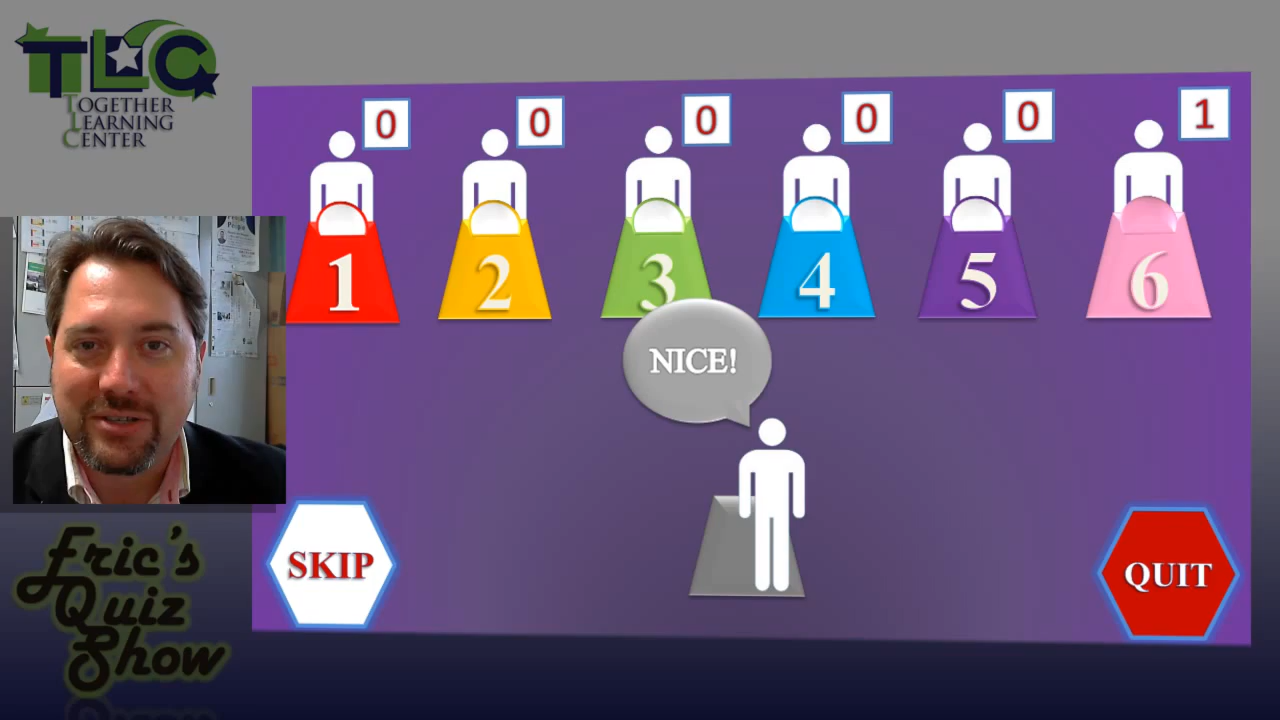 TLC
TOGETHER
LEARNING
CENTER
0
0
0
0
0
1
1
2
3
4
5
6
NICE!
SKIP
QUIT
Eric's
Quiz
Show